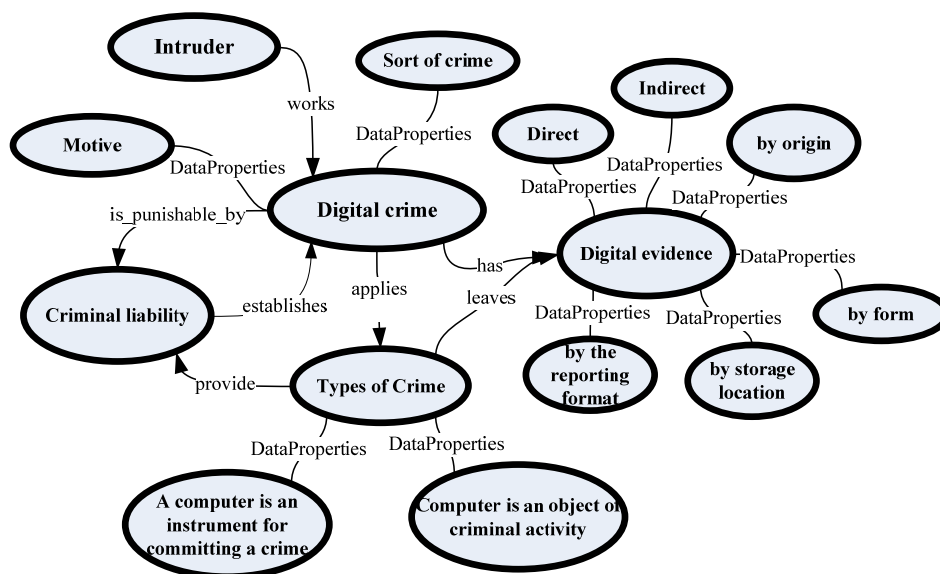 Intruder
Sort of crime
Indirect
works
Direct
by origin
Motive
DataProperties
DataProperties
DataProperties
DataProperties
DataProperties
Digital crime
is_punishable_by
Digital evidence
DataProperties
has
applies
leaves
establishes
Criminal liability
DataProperties
DataProperties
by form
by the
reporting
format
by storage
location
provide
Types of Crime
DataProperties
DataProperties
A computer is an
instrument for
committing a crime
Computer is an object of
criminal activity